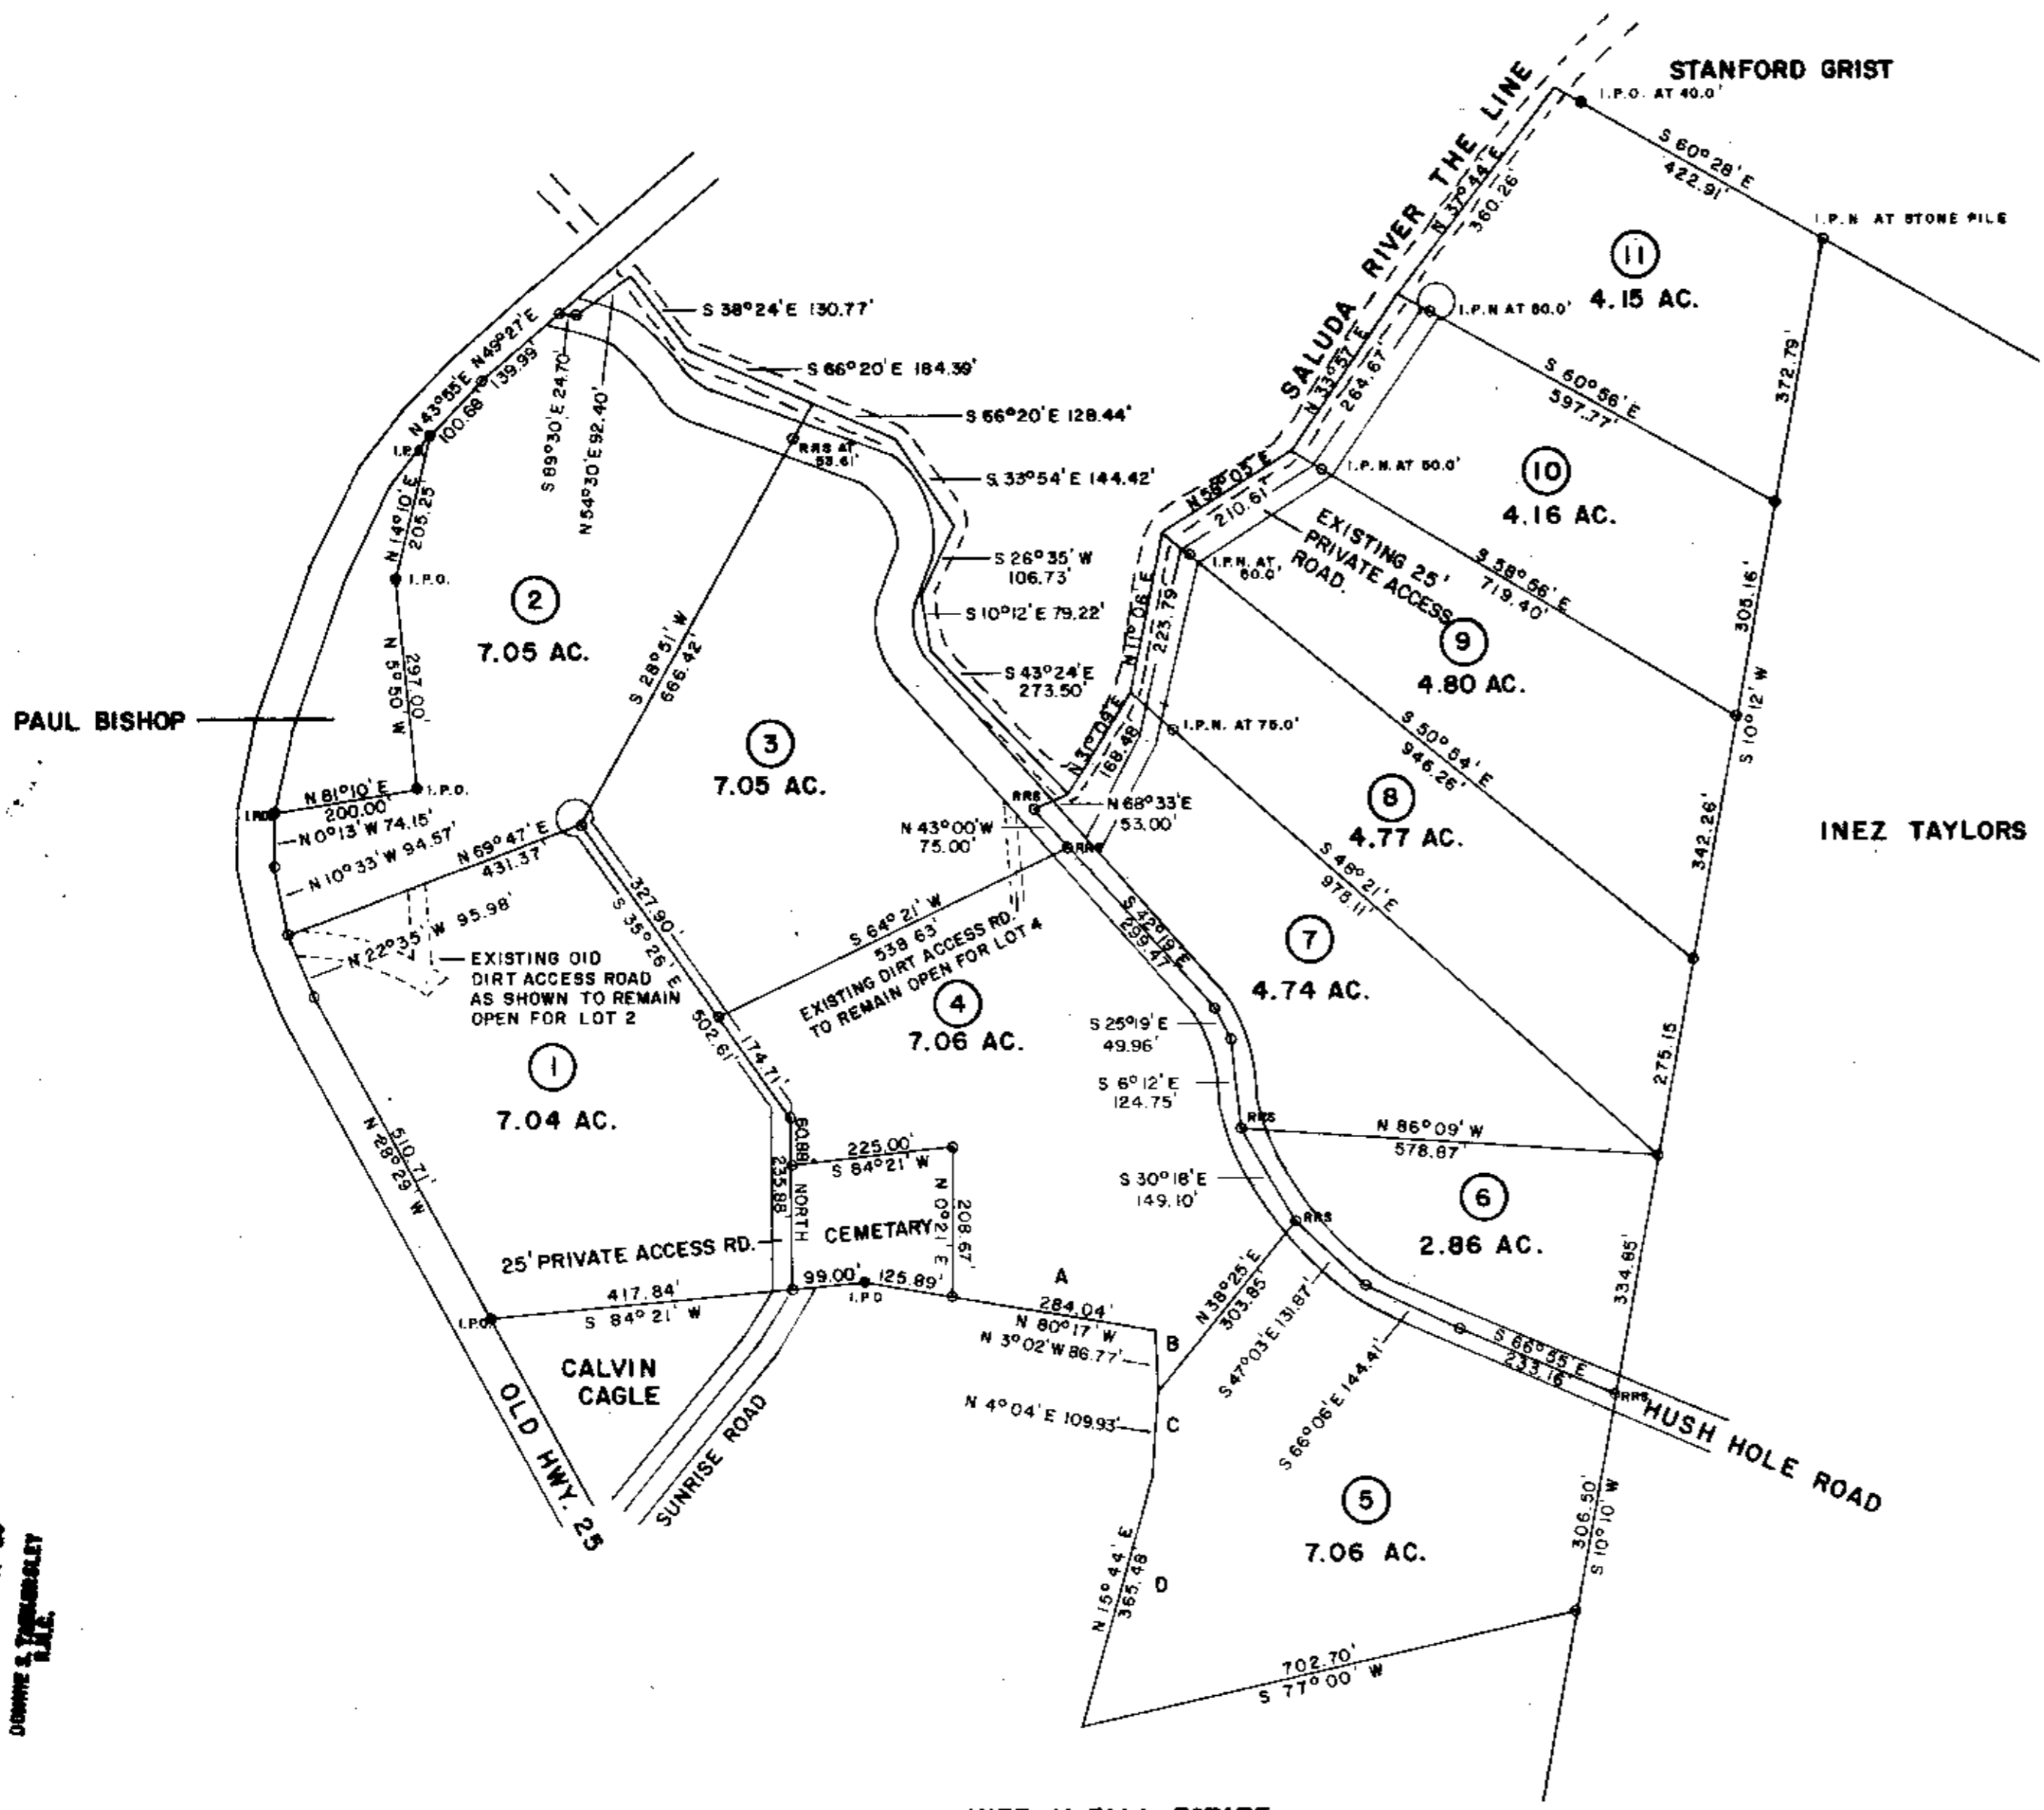 STANFORD GRIST
I.P.O. AT 40.0'
SALUDA RIVER THE LINE
N 37°44' E
360.26'
S 60°28' E
422.91'
I.P.N AT STONE PILE
11
4.15 AC.
I.P.N AT 60.0'
N 33°57' E
264.67'
S 60°56' E
597.77'
372.79'
10
4.16 AC.
I.P.N. AT 50.0'
N 58°03' E
210.61'
EXISTING 25'
PRIVATE ACCESS
ROAD.
S 58°56' E
719.40'
305.16'
S 10°12' W
9
4.80 AC.
I.P.N. AT
60.0'
N 11°06' E
223.79'
S 50°54' E
946.26'
8
4.77 AC.
342.26'
INEZ TAYLORS
I.P.N. AT 75.0'
N 31°09' E
168.48'
S 48°21' E
975.11'
7
4.74 AC.
275.15
S 38°24' E 130.77'
S 66°20' E 184.39'
S 66°20' E 128.44'
S 33°54' E 144.42'
S 26°35' W
106.73'
S 10°12' E 79.22'
S 43°24' E
273.50'
N 68°33' E
53.00'
RRS
N 43°00' W
75.00'
RRS
N 49°27' E
139.99'
N 43°55' E
100.68'
I.P.O.
S 89°30' E 24.70'
N 54°30' E 92.40'
RRS AT
53.61'
N 14°10' E
205.25'
I.P.O.
2
7.05 AC.
S 28°51' W
666.42'
N 5°50' W
297.00'
PAUL BISHOP
3
7.05 AC.
N 81°10' E
200.00'
I.P.O.
I.P.O.
N 0°13' W 74.15'
N 10°33' W 94.57'
N 69°47' E
431.37'
N 22°35' W 95.98'
EXISTING OID
DIRT ACCESS ROAD
AS SHOWN TO REMAIN
OPEN FOR LOT 2
327.90'
S 35°26' E
502.61'
174.71'
S 64°21' W
538.63'
EXISTING DIRT ACCESS RD.
TO REMAIN OPEN FOR LOT 4
4
7.06 AC.
S 42°19' E
299.47'
S 25°19' E
49.96'
S 6°12' E
124.75'
RRS
N 86°09' W
578.87'
1
7.04 AC.
510.71'
N 28°29' W
60.88'
235.88'
NORTH
225.00'
S 84°21' W
N 0°21' E
208.67'
CEMETARY
25' PRIVATE ACCESS RD.
99.00'
125.89'
I.P.O
417.84'
S 84°21' W
I.P.O.
CALVIN
CAGLE
OLD HWY. 25
SUNRISE ROAD
A
284.04'
N 80°17' W
N 3°02' W 86.77'
B
N 4°04' E 109.93'
C
N 15°44' E
365.48'
D
S 30°18' E
149.10'
RRS
N 38°25' E
303.85'
S 47°03' E 131.87'
S 66°06' E 144.41'
6
2.86 AC.
334.85'
S 66°55' E
233.16'
RRS
HUSH HOLE ROAD
5
7.06 AC.
306.50'
S 10°10' W
702.70'
S 77°00' W